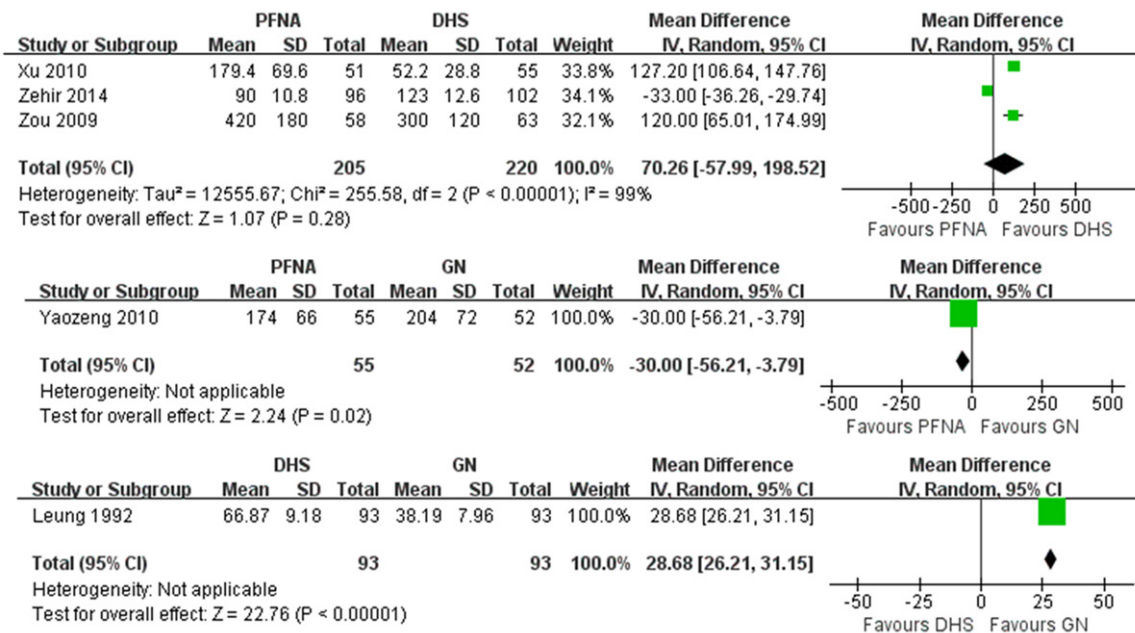 PFNA DHS Mean Difference Mean Difference
Study or Subgroup Mean SD Total Mean SD Total Weight IV, Random, 95% CI IV, Random, 95% CI
Xu 2010 179.4 69.6 51 52.2 28.8 55 33.8% 127.20 [106.64, 147.76]
Zehir 2014 90 10.8 96 123 12.6 102 34.1% -33.00 [-36.26, -29.74]
Zou 2009 420 180 58 300 120 63 32.1% 120.00 [65.01, 174.99]
Total (95% CI) 205 220 100.0% 70.26 [-57.99, 198.52]
Heterogeneity: Tau² = 12555.67; Chi² = 255.58, df = 2 (P < 0.00001); I² = 99%
Test for overall effect: Z = 1.07 (P = 0.28)
-500 -250 0 250 500
Favours PFNA Favours DHS
PFNA GN Mean Difference Mean Difference
Study or Subgroup Mean SD Total Mean SD Total Weight IV, Random, 95% CI IV, Random, 95% CI
Yaozeng 2010 174 66 55 204 72 52 100.0% -30.00 [-56.21, -3.79]
Total (95% CI) 55 52 100.0% -30.00 [-56.21, -3.79]
Heterogeneity: Not applicable
Test for overall effect: Z = 2.24 (P = 0.02)
-500 -250 0 250 500
Favours PFNA Favours GN
DHS GN Mean Difference Mean Difference
Study or Subgroup Mean SD Total Mean SD Total Weight IV, Random, 95% CI IV, Random, 95% CI
Leung 1992 66.87 9.18 93 38.19 7.96 93 100.0% 28.68 [26.21, 31.15]
Total (95% CI) 93 93 100.0% 28.68 [26.21, 31.15]
Heterogeneity: Not applicable
Test for overall effect: Z = 22.76 (P < 0.00001)
-50 -25 0 25 50
Favours DHS Favours GN